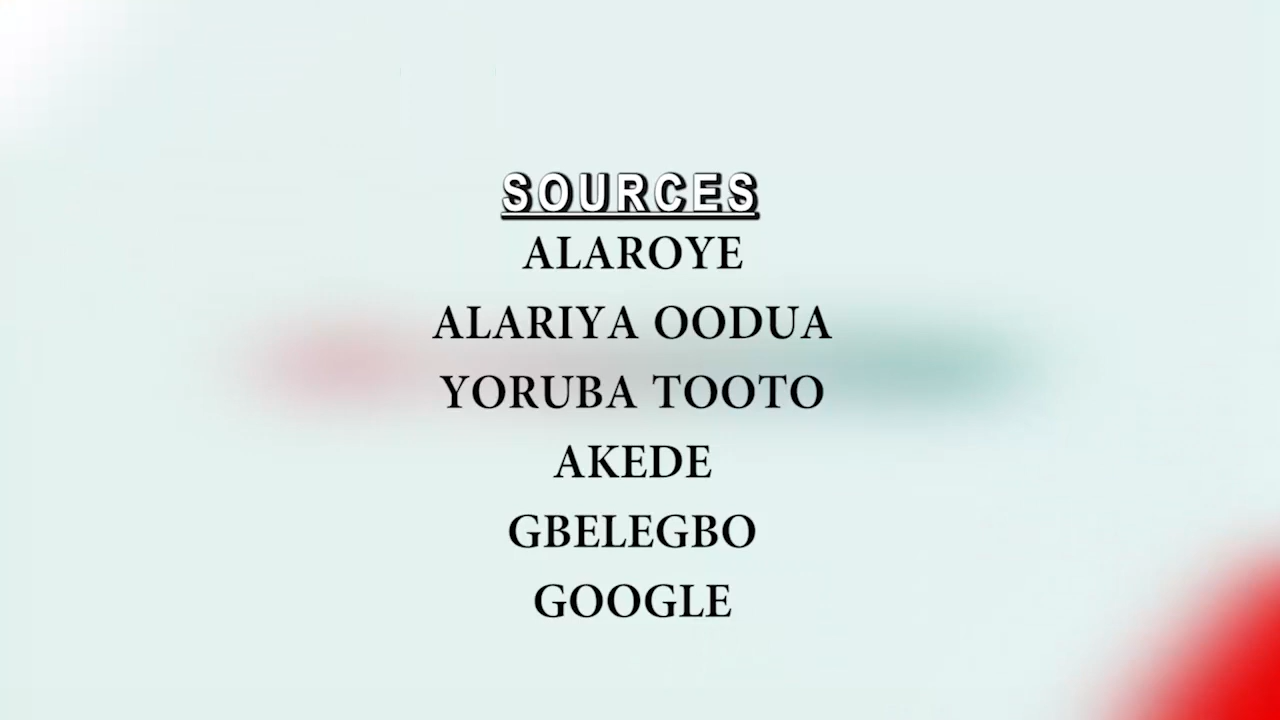 SOURCES
ALAROYE
ALARIYA OODUA
YORUBA TOOTO
AKEDE
GBELEGBO
GOOGLE